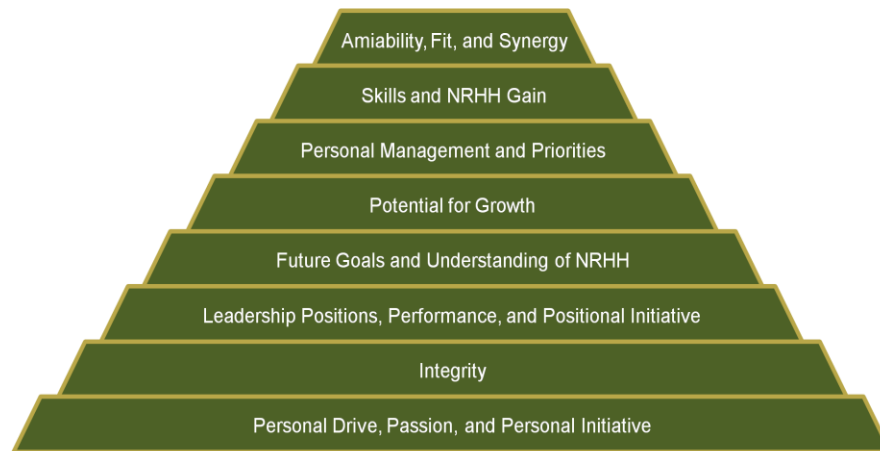 Amiability, Fit, and Synergy
Skills and NRHH Gain
Personal Management and Priorities
Potential for Growth
Future Goals and Understanding of NRHH
Leadership Positions, Performance, and Positional Initiative
Integrity
Personal Drive, Passion, and Personal Initiative